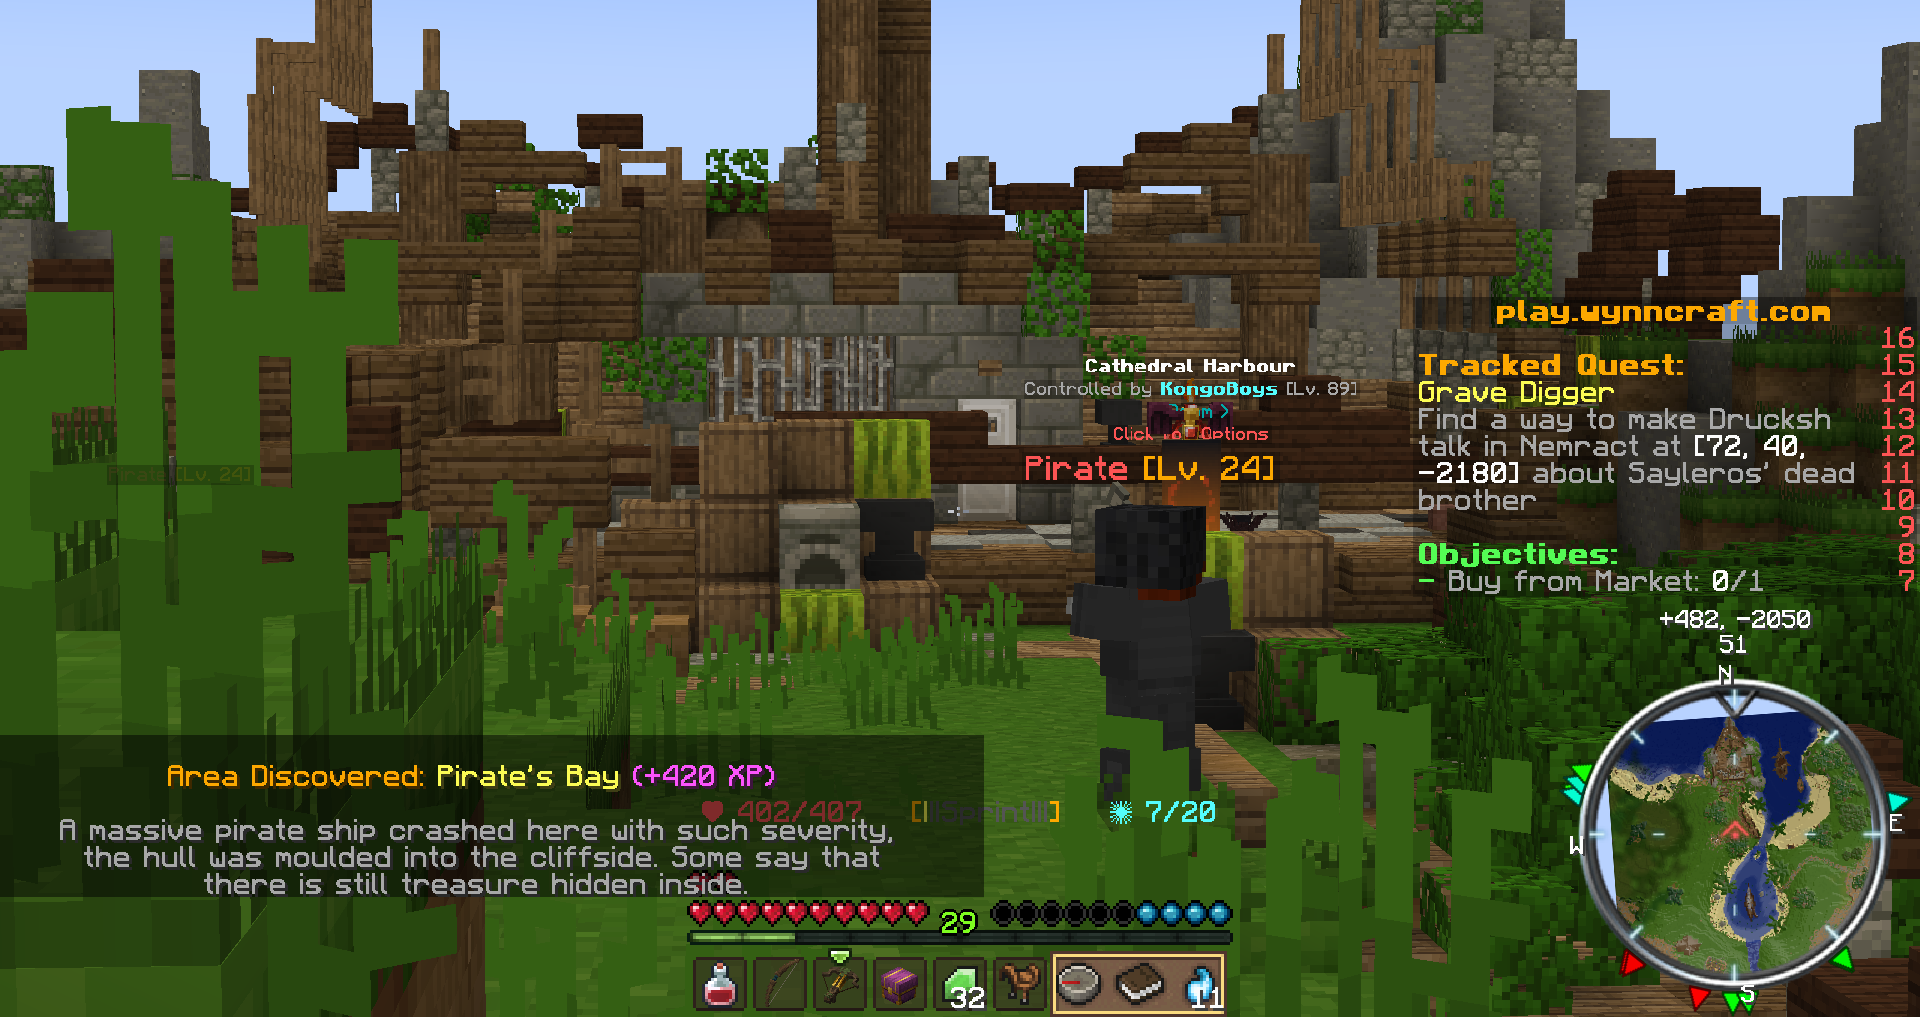 play.wynncraft.com
16
Tracked Quest: 15
Grave Digger 14
Find a way to make Drucksh 13
talk in Nemract at [72, 40, 12
-2180] about Sayleros' dead 11
brother 10
9
Objectives: 8
- Buy from Market: 0/1 7
Cathedral Harbour
Controlled by KongoBoys [Lv. 89]
Click Options
Pirate [Lv. 24]
Pirate [Lv. 24]
+482, -2050
51
N
W
E
S
Area Discovered: Pirate's Bay (+420 XP)
402/407 [||Sprint||] 7/20
A massive pirate ship crashed here with such severity,
the hull was moulded into the cliffside. Some say that
there is still treasure hidden inside.
29
32
11